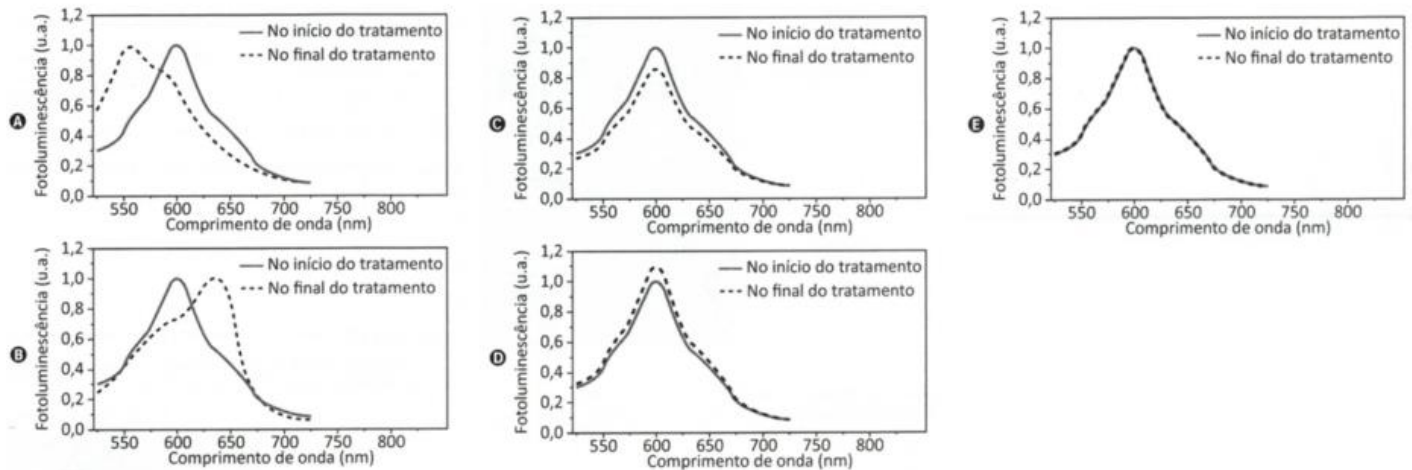 A
Fotoluminescência (u.a.)
1,2
1,0
0,8
0,6
0,4
0,2
0,0
No início do tratamento
No final do tratamento
550 600 650 700 750 800
Comprimento de onda (nm)
B
Fotoluminescência (u.a.)
1,2
1,0
0,8
0,6
0,4
0,2
0,0
No início do tratamento
No final do tratamento
550 600 650 700 750 800
Comprimento de onda (nm)
C
Fotoluminescência (u.a.)
1,2
1,0
0,8
0,6
0,4
0,2
0,0
No início do tratamento
No final do tratamento
550 600 650 700 750 800
Comprimento de onda (nm)
D
Fotoluminescência (u.a.)
1,2
1,0
0,8
0,6
0,4
0,2
0,0
No início do tratamento
No final do tratamento
550 600 650 700 750 800
Comprimento de onda (nm)
E
Fotoluminescência (u.a.)
1,2
1,0
0,8
0,6
0,4
0,2
0,0
No início do tratamento
No final do tratamento
550 600 650 700 750 800
Comprimento de onda (nm)